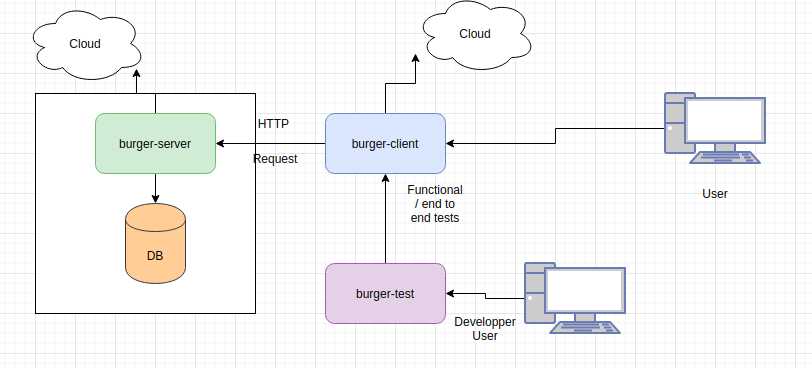 Cloud
Cloud
burger-server
HTTP
Request
burger-client
User
DB
Functional
/ end to
end tests
burger-test
Developper
User